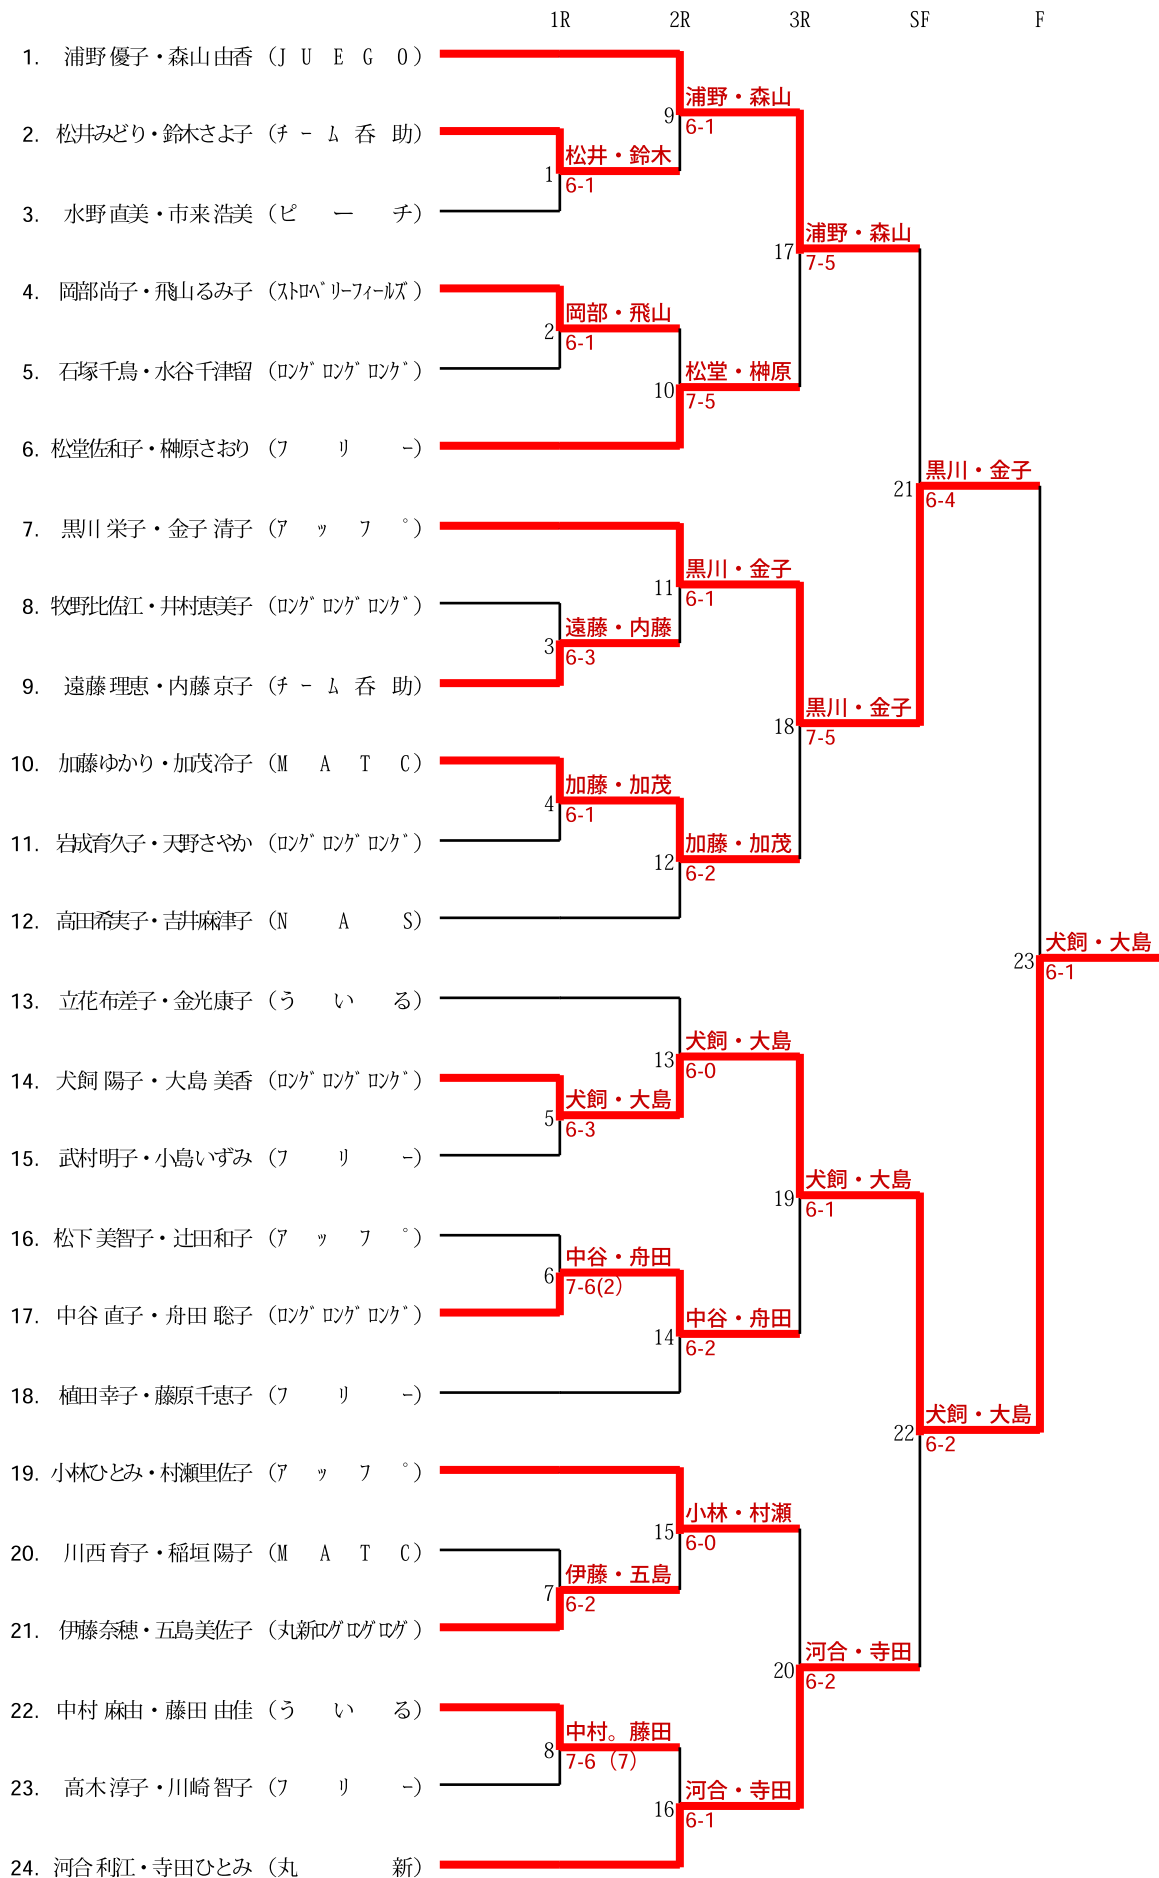 1R 2R 3R SF F
1. 浦野 優子・森山 由香 (ＪＵＥＧＯ)
浦野・森山
9 6-1
2. 松井みどり・鈴木さよ子 (ﾁｰﾑ呑助)
松井・鈴木
1 6-1
3. 水野 直美・市来 浩美 (ピーチ)
浦野・森山
17 7-5
4. 岡部尚子・飛山るみ子 (ｽﾄﾛﾍﾞﾘｰﾌｨｰﾙｽﾞ)
岡部・飛山
2 6-1
5. 石塚千鳥・水谷千津留 (ﾛﾝｸﾞﾛﾝｸﾞﾛﾝｸﾞ)
松堂・榊原
10 7-5
6. 松堂佐和子・榊原さおり (ﾌﾘｰ)
黒川・金子
21 6-4
7. 黒川 栄子・金子 清子 (ｱｯﾌﾟ)
黒川・金子
11 6-1
8. 牧野比佐江・井村恵美子 (ﾛﾝｸﾞﾛﾝｸﾞﾛﾝｸﾞ)
遠藤・内藤
3 6-3
9. 遠藤 理恵・内藤 京子 (ﾁｰﾑ呑助)
黒川・金子
18 7-5
10. 加藤ゆかり・加茂冷子 (ＭＡＴＣ)
加藤・加茂
4 6-1
11. 岩成育久子・天野さやか (ﾛﾝｸﾞﾛﾝｸﾞﾛﾝｸﾞ)
加藤・加茂
12 6-2
12. 高田希実子・吉井麻津子 (ＮＡＳ)
犬飼・大島
23 6-1
13. 立花布差子・金光康子 (ういる)
犬飼・大島
13 6-0
14. 犬飼 陽子・大島 美香 (ﾛﾝｸﾞﾛﾝｸﾞﾛﾝｸﾞ)
犬飼・大島
5 6-3
15. 武村明子・小島いずみ (ﾌﾘｰ)
犬飼・大島
19 6-1
16. 松下 美智子・辻田和子 (ｱｯﾌﾟ)
中谷・舟田
6 7-6(2)
17. 中谷 直子・舟田 聡子 (ﾛﾝｸﾞﾛﾝｸﾞﾛﾝｸﾞ)
中谷・舟田
14 6-2
18. 植田幸子・藤原千恵子 (ﾌﾘｰ)
犬飼・大島
22 6-2
19. 小林ひとみ・村瀬里佐子 (ｱｯﾌﾟ)
小林・村瀬
15 6-0
20. 川西 育子・稲垣 陽子 (ＭＡＴＣ)
伊藤・五島
7 6-2
21. 伊藤奈穂・五島美佐子 (丸新ﾛｸﾞﾛｸﾞﾛｸﾞ)
河合・寺田
20 6-2
22. 中村 麻由・藤田 由佳 (ういる)
中村。藤田
8 7-6（7）
23. 高木 淳子・川崎 智子 (ﾌﾘｰ)
河合・寺田
16 6-1
24. 河合 利江・寺田ひとみ (丸新)